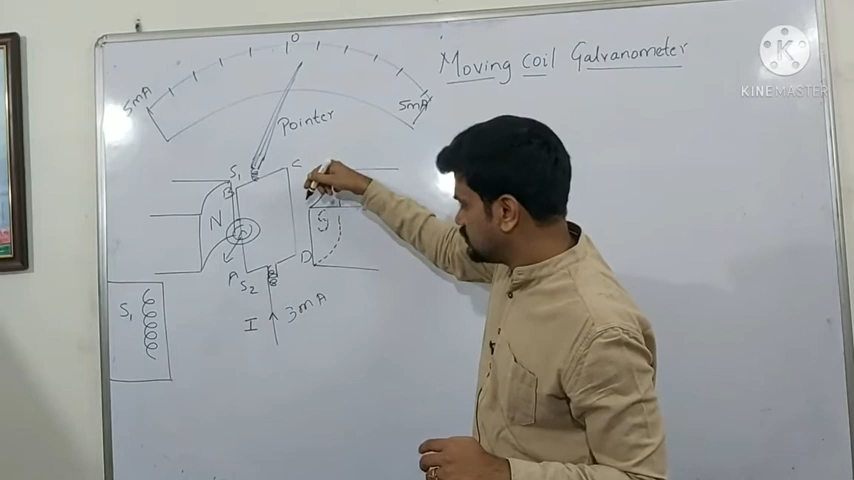 Moving coil Galvanometer
K
KINEMASTER
0
5mA
5mA
Pointer
S1
C
B
N
S
A
S2
D
I
3mA
S1